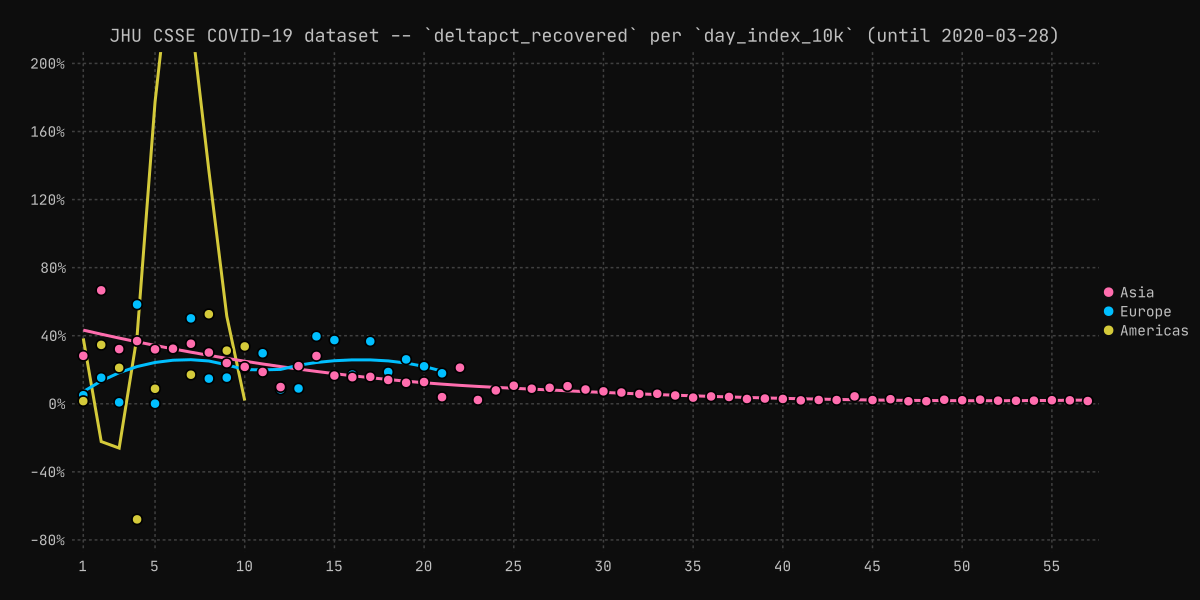 JHU CSSE COVID-19 dataset -- `deltapct_recovered` per `day_index_10k` (until 2020-03-28)
200%
160%
120%
80%
40%
0%
-40%
-80%
1 5 10 15 20 25 30 35 40 45 50 55
Asia
Europe
Americas